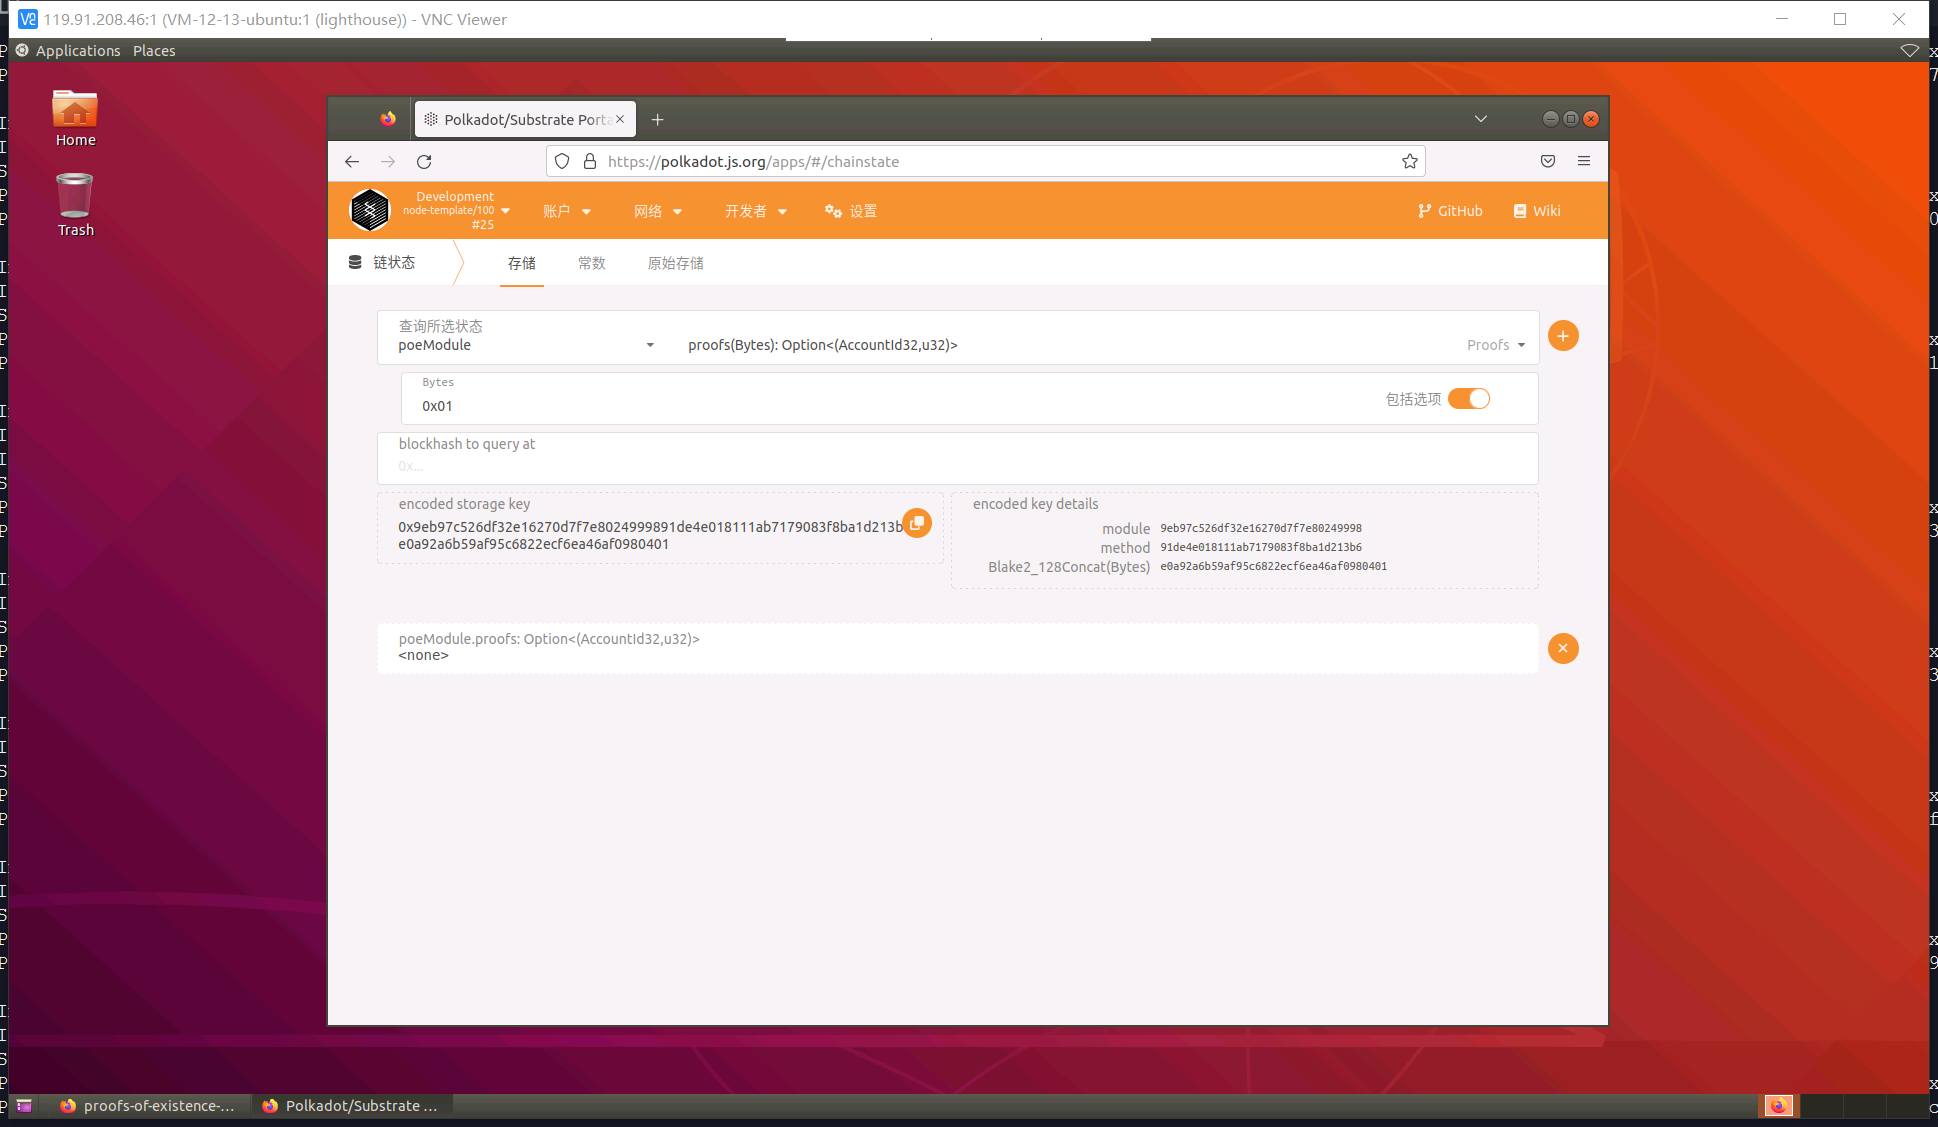 119.91.208.46:1 (VM-12-13-ubuntu:1 (lighthouse)) - VNC Viewer
Applications Places
Home
Trash
Polkadot/Substrate Porta
https://polkadot.js.org/apps/#/chainstate
Development
node-template/100
#25
账户
网络
开发者
设置
GitHub
Wiki
链状态
存储
常数
原始存储
查询所选状态
poeModule
proofs(Bytes): Option<(AccountId32,u32)>
Proofs
Bytes
0x01
包括选项
blockhash to query at
0x...
encoded storage key
0x9eb97c526df32e16270d7f7e8024999891de4e018111ab7179083f8ba1d213b
e0a92a6b59af95c6822ecf6ea46af0980401
encoded key details
module 9eb97c526df32e16270d7f7e80249998
method 91de4e018111ab7179083f8ba1d213b6
Blake2_128Concat(Bytes) e0a92a6b59af95c6822ecf6ea46af0980401
poeModule.proofs: Option<(AccountId32,u32)>
<none>
proofs-of-existence-...
Polkadot/Substrate ...